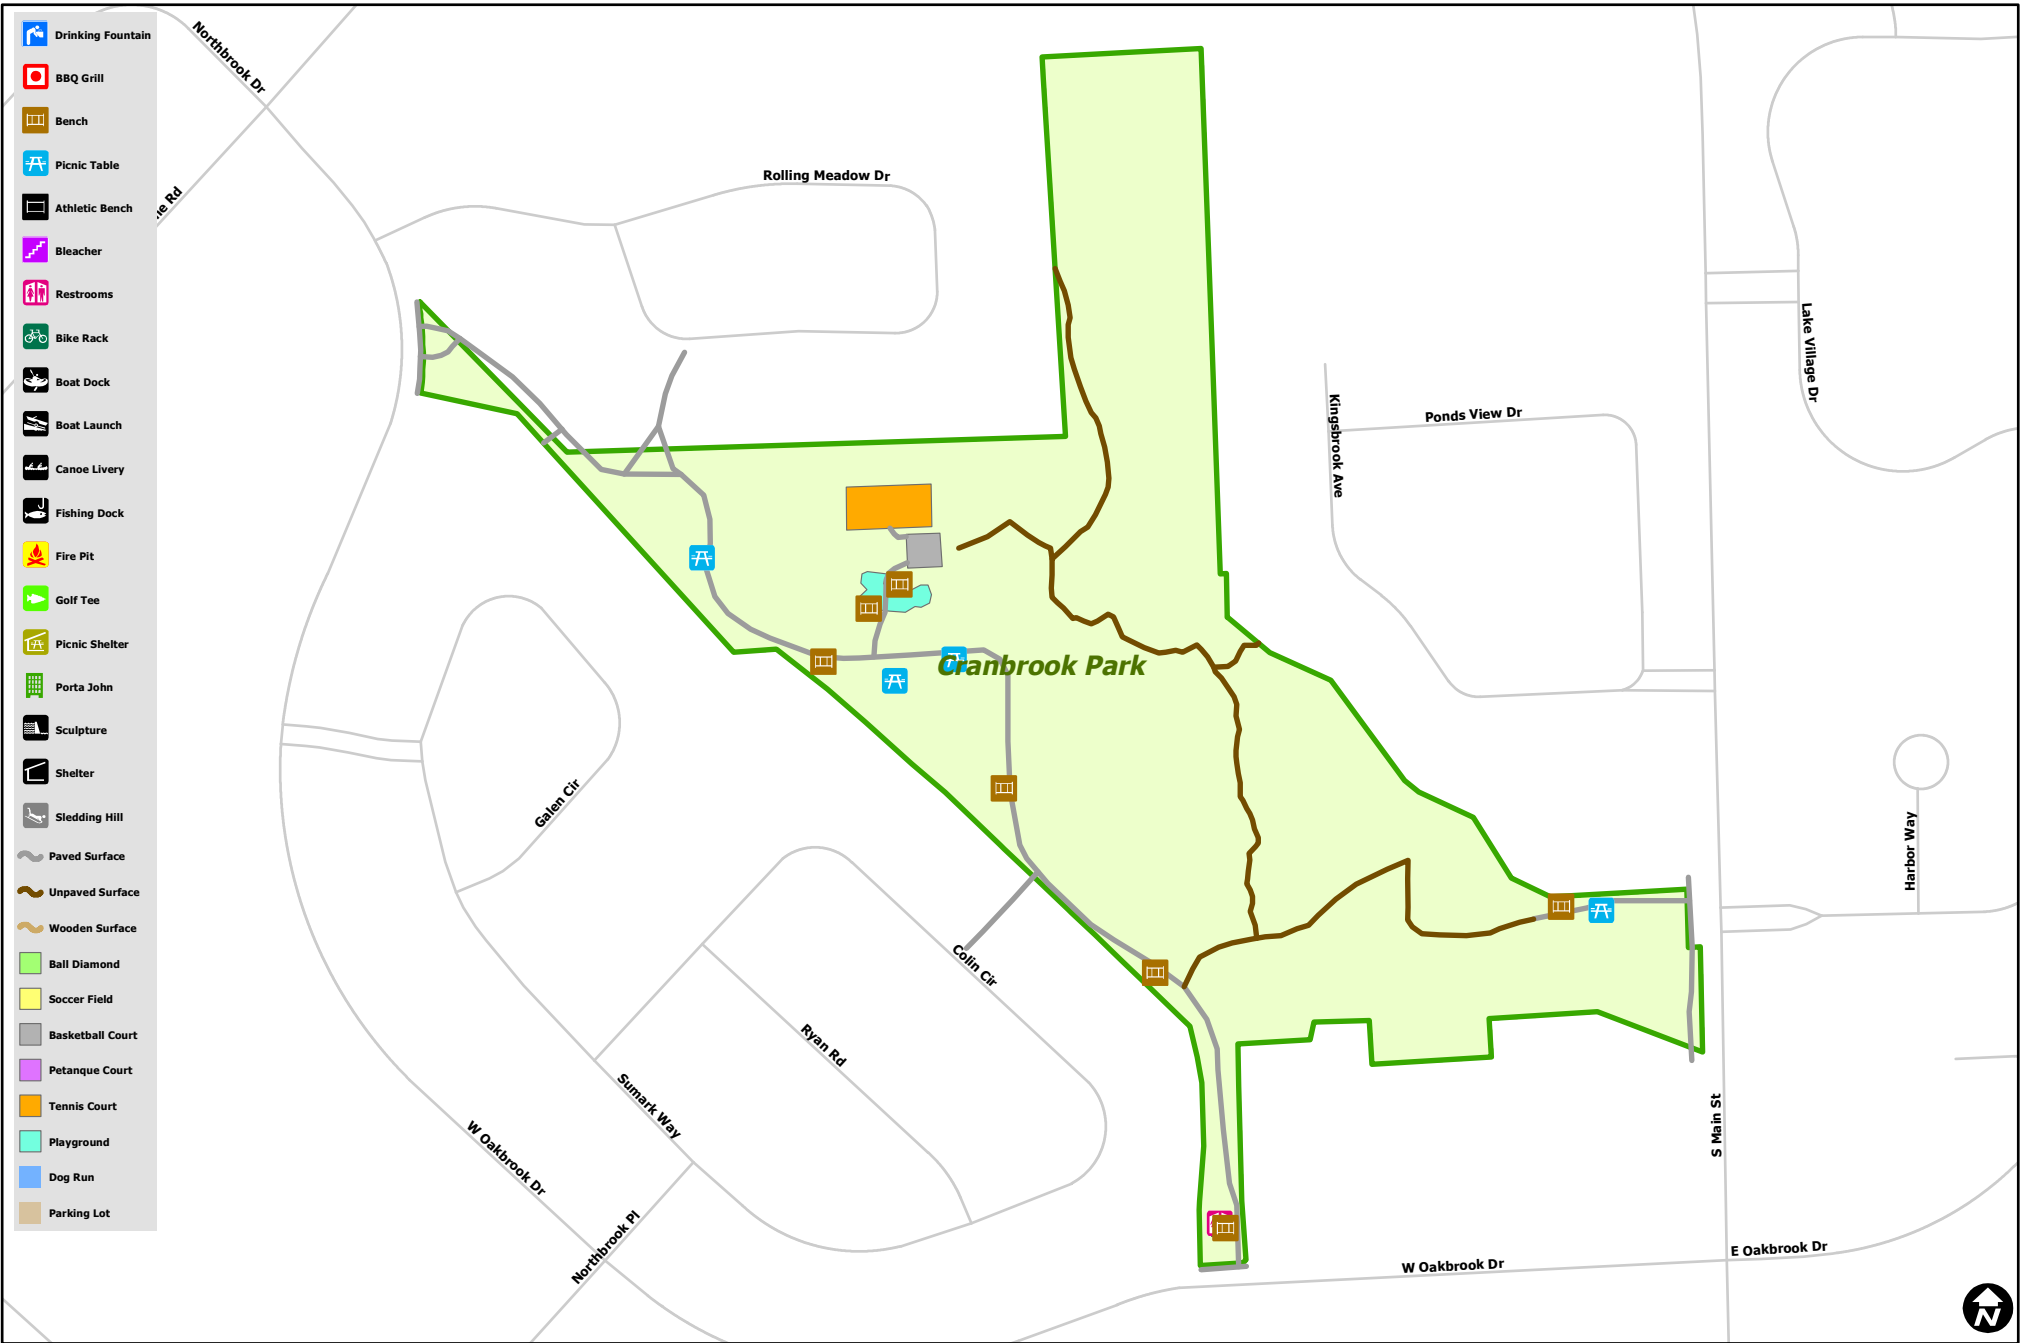 Drinking Fountain
BBQ Grill
Bench
Picnic Table
Athletic Bench
Bleacher
Restrooms
Bike Rack
Boat Dock
Boat Launch
Canoe Livery
Fishing Dock
Fire Pit
Golf Tee
Picnic Shelter
Porta John
Sculpture
Shelter
Sledding Hill
Paved Surface
Unpaved Surface
Wooden Surface
Ball Diamond
Soccer Field
Basketball Court
Petanque Court
Tennis Court
Playground
Dog Run
Parking Lot
Northbrook Dr
Rd
Rolling Meadow Dr
Kingsbrook Ave
Ponds View Dr
Lake Village Dr
Cranbrook Park
Galen Cir
Harbor Way
Colin Cir
Ryan Rd
Sumark Way
W Oakbrook Dr
Northbrook Pl
S Main St
W Oakbrook Dr
E Oakbrook Dr
N